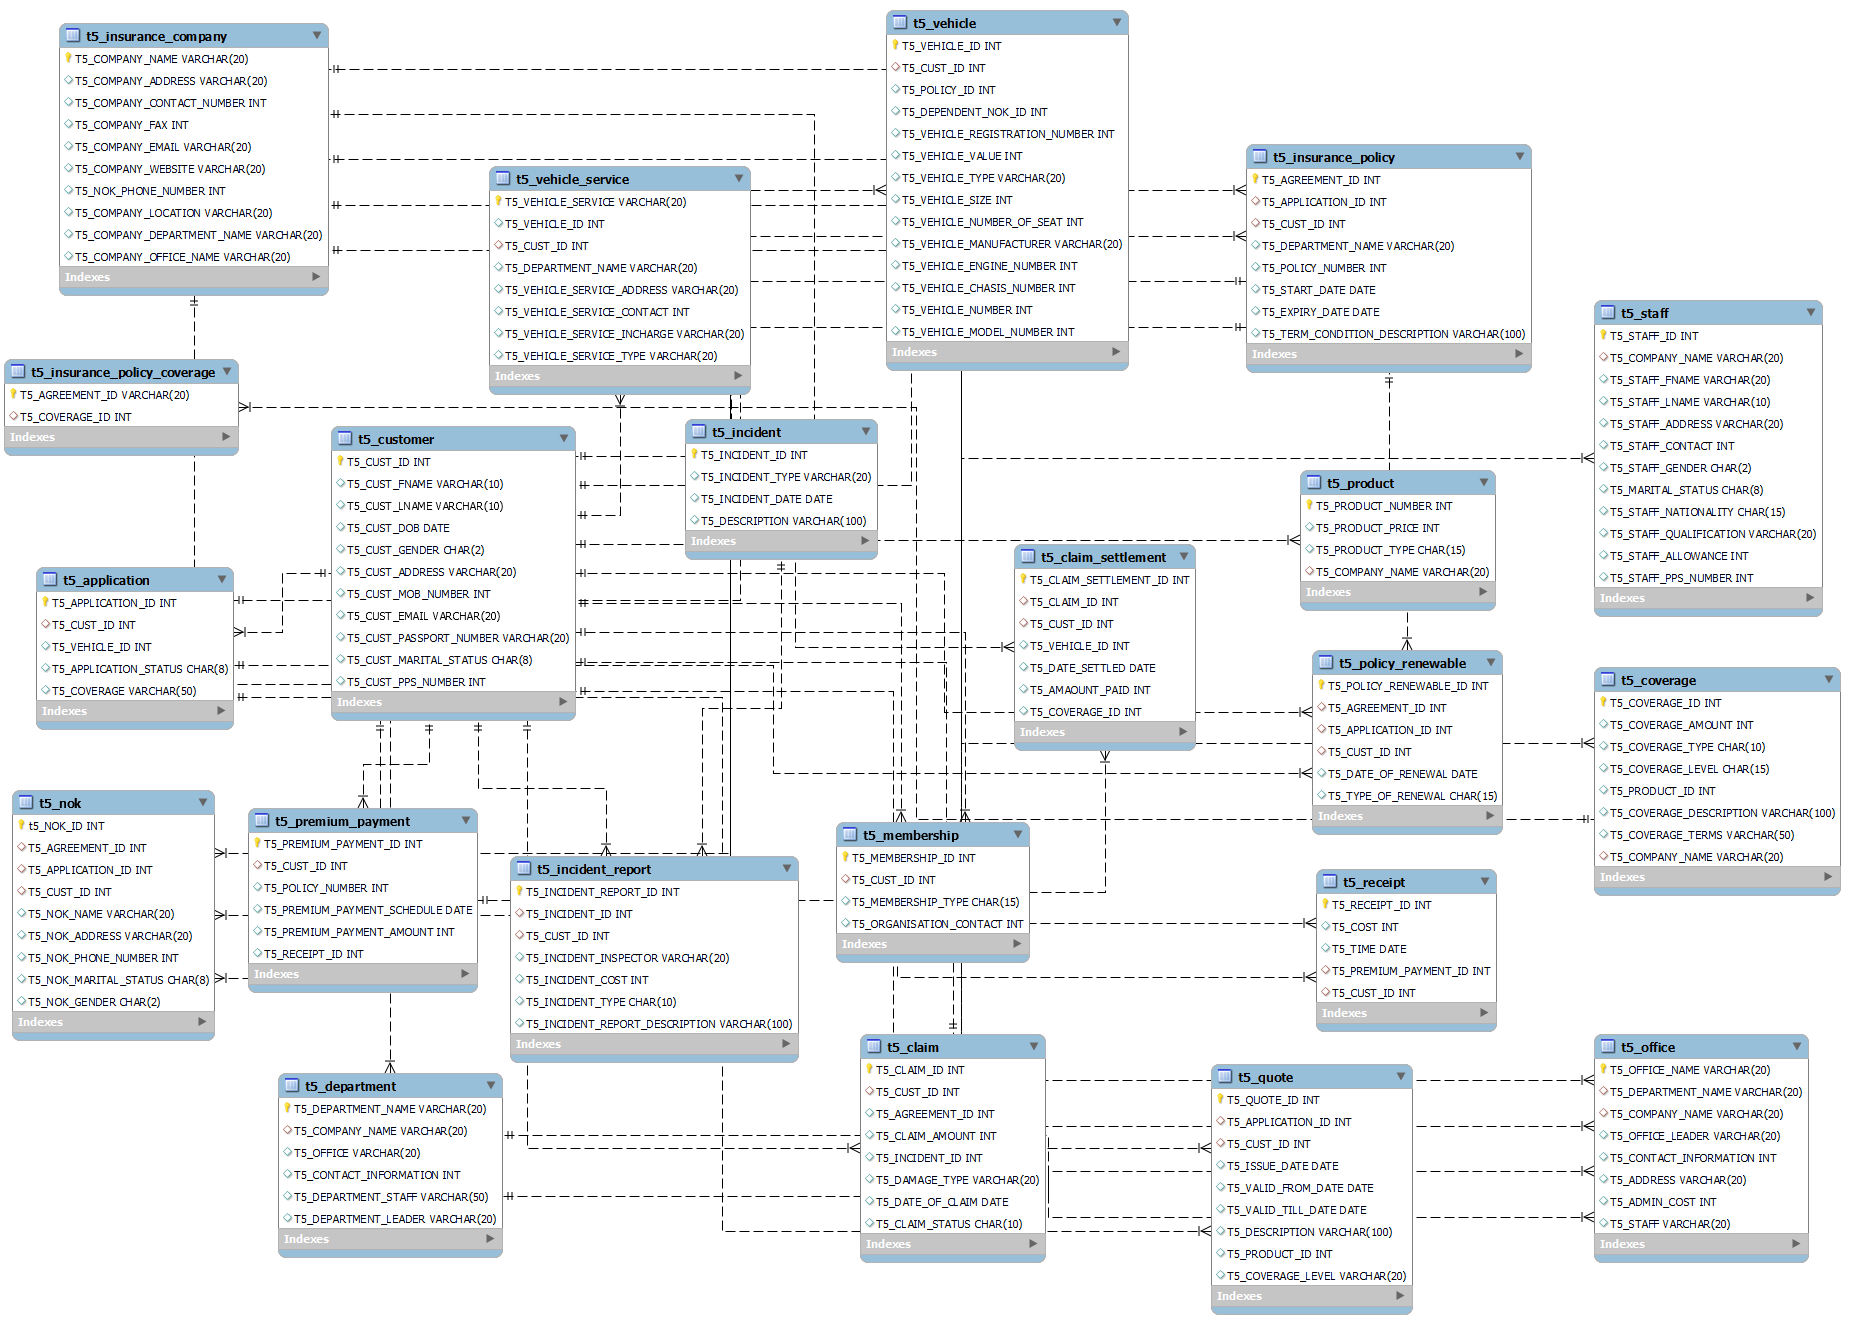 t5_insurance_company
T5_COMPANY_NAME VARCHAR(20)
T5_COMPANY_ADDRESS VARCHAR(20)
T5_COMPANY_CONTACT_NUMBER INT
T5_COMPANY_FAX INT
T5_COMPANY_EMAIL VARCHAR(20)
T5_COMPANY_WEBSITE VARCHAR(20)
T5_NOK_PHONE_NUMBER INT
T5_COMPANY_LOCATION VARCHAR(20)
T5_COMPANY_DEPARTMENT_NAME VARCHAR(20)
T5_COMPANY_OFFICE_NAME VARCHAR(20)
Indexes
t5_vehicle_service
T5_VEHICLE_SERVICE VARCHAR(20)
T5_VEHICLE_ID INT
T5_CUST_ID INT
T5_DEPARTMENT_NAME VARCHAR(20)
T5_VEHICLE_SERVICE_ADDRESS VARCHAR(20)
T5_VEHICLE_SERVICE_CONTACT INT
T5_VEHICLE_SERVICE_INCHARGE VARCHAR(20)
T5_VEHICLE_SERVICE_TYPE VARCHAR(20)
Indexes
t5_vehicle
T5_VEHICLE_ID INT
T5_CUST_ID INT
T5_POLICY_ID INT
T5_DEPENDENT_NOK_ID INT
T5_VEHICLE_REGISTRATION_NUMBER INT
T5_VEHICLE_VALUE INT
T5_VEHICLE_TYPE VARCHAR(20)
T5_VEHICLE_SIZE INT
T5_VEHICLE_NUMBER_OF_SEAT INT
T5_VEHICLE_MANUFACTURER VARCHAR(20)
T5_VEHICLE_ENGINE_NUMBER INT
T5_VEHICLE_CHASIS_NUMBER INT
T5_VEHICLE_NUMBER INT
T5_VEHICLE_MODEL_NUMBER INT
Indexes
t5_insurance_policy
T5_AGREEMENT_ID INT
T5_APPLICATION_ID INT
T5_CUST_ID INT
T5_DEPARTMENT_NAME VARCHAR(20)
T5_POLICY_NUMBER INT
T5_START_DATE DATE
T5_EXPIRY_DATE DATE
T5_TERM_CONDITION_DESCRIPTION VARCHAR(100)
Indexes
t5_staff
T5_STAFF_ID INT
T5_COMPANY_NAME VARCHAR(20)
T5_STAFF_FNAME VARCHAR(20)
T5_STAFF_LNAME VARCHAR(10)
T5_STAFF_ADDRESS VARCHAR(20)
T5_STAFF_CONTACT INT
T5_STAFF_GENDER CHAR(2)
T5_MARITAL_STATUS CHAR(8)
T5_STAFF_NATIONALITY CHAR(15)
T5_STAFF_QUALIFICATION VARCHAR(20)
T5_STAFF_ALLOWANCE INT
T5_STAFF_PPS_NUMBER INT
Indexes
t5_insurance_policy_coverage
T5_AGREEMENT_ID VARCHAR(20)
T5_COVERAGE_ID INT
Indexes
t5_customer
T5_CUST_ID INT
T5_CUST_FNAME VARCHAR(10)
T5_CUST_LNAME VARCHAR(10)
T5_CUST_DOB DATE
T5_CUST_GENDER CHAR(2)
T5_CUST_ADDRESS VARCHAR(20)
T5_CUST_MOB_NUMBER INT
T5_CUST_EMAIL VARCHAR(20)
T5_CUST_PASSPORT_NUMBER VARCHAR(20)
T5_CUST_MARITAL_STATUS CHAR(8)
T5_CUST_PPS_NUMBER INT
Indexes
t5_incident
T5_INCIDENT_ID INT
T5_INCIDENT_TYPE VARCHAR(20)
T5_INCIDENT_DATE DATE
T5_DESCRIPTION VARCHAR(100)
Indexes
t5_product
T5_PRODUCT_NUMBER INT
T5_PRODUCT_PRICE INT
T5_PRODUCT_TYPE CHAR(15)
T5_COMPANY_NAME VARCHAR(20)
Indexes
t5_claim_settlement
T5_CLAIM_SETTLEMENT_ID INT
T5_CLAIM_ID INT
T5_CUST_ID INT
T5_VEHICLE_ID INT
T5_DATE_SETTLED DATE
T5_AMAOUNT_PAID INT
T5_COVERAGE_ID INT
Indexes
t5_application
T5_APPLICATION_ID INT
T5_CUST_ID INT
T5_VEHICLE_ID INT
T5_APPLICATION_STATUS CHAR(8)
T5_COVERAGE VARCHAR(50)
Indexes
t5_policy_renewable
T5_POLICY_RENEWABLE_ID INT
T5_AGREEMENT_ID INT
T5_APPLICATION_ID INT
T5_CUST_ID INT
T5_DATE_OF_RENEWAL DATE
T5_TYPE_OF_RENEWAL CHAR(15)
Indexes
t5_coverage
T5_COVERAGE_ID INT
T5_COVERAGE_AMOUNT INT
T5_COVERAGE_TYPE CHAR(10)
T5_COVERAGE_LEVEL CHAR(15)
T5_PRODUCT_ID INT
T5_COVERAGE_DESCRIPTION VARCHAR(100)
T5_COVERAGE_TERMS VARCHAR(50)
T5_COMPANY_NAME VARCHAR(20)
Indexes
t5_nok
t5_NOK_ID INT
T5_AGREEMENT_ID INT
T5_APPLICATION_ID INT
T5_CUST_ID INT
T5_NOK_NAME VARCHAR(20)
T5_NOK_ADDRESS VARCHAR(20)
T5_NOK_PHONE_NUMBER INT
T5_NOK_MARITAL_STATUS CHAR(8)
T5_NOK_GENDER CHAR(2)
Indexes
t5_premium_payment
T5_PREMIUM_PAYMENT_ID INT
T5_CUST_ID INT
T5_POLICY_NUMBER INT
T5_PREMIUM_PAYMENT_SCHEDULE DATE
T5_PREMIUM_PAYMENT_AMOUNT INT
T5_RECEIPT_ID INT
Indexes
t5_incident_report
T5_INCIDENT_REPORT_ID INT
T5_INCIDENT_ID INT
T5_CUST_ID INT
T5_INCIDENT_INSPECTOR VARCHAR(20)
T5_INCIDENT_COST INT
T5_INCIDENT_TYPE CHAR(10)
T5_INCIDENT_REPORT_DESCRIPTION VARCHAR(100)
Indexes
t5_membership
T5_MEMBERSHIP_ID INT
T5_CUST_ID INT
T5_MEMBERSHIP_TYPE CHAR(15)
T5_ORGANISATION_CONTACT INT
Indexes
t5_receipt
T5_RECEIPT_ID INT
T5_COST INT
T5_TIME DATE
T5_PREMIUM_PAYMENT_ID INT
T5_CUST_ID INT
Indexes
t5_department
T5_DEPARTMENT_NAME VARCHAR(20)
T5_COMPANY_NAME VARCHAR(20)
T5_OFFICE VARCHAR(20)
T5_CONTACT_INFORMATION INT
T5_DEPARTMENT_STAFF VARCHAR(50)
T5_DEPARTMENT_LEADER VARCHAR(20)
Indexes
t5_claim
T5_CLAIM_ID INT
T5_CUST_ID INT
T5_AGREEMENT_ID INT
T5_CLAIM_AMOUNT INT
T5_INCIDENT_ID INT
T5_DAMAGE_TYPE VARCHAR(20)
T5_DATE_OF_CLAIM DATE
T5_CLAIM_STATUS CHAR(10)
Indexes
t5_quote
T5_QUOTE_ID INT
T5_APPLICATION_ID INT
T5_CUST_ID INT
T5_ISSUE_DATE DATE
T5_VALID_FROM_DATE DATE
T5_VALID_TILL_DATE DATE
T5_DESCRIPTION VARCHAR(100)
T5_PRODUCT_ID INT
T5_COVERAGE_LEVEL VARCHAR(20)
Indexes
t5_office
T5_OFFICE_NAME VARCHAR(20)
T5_DEPARTMENT_NAME VARCHAR(20)
T5_COMPANY_NAME VARCHAR(20)
T5_OFFICE_LEADER VARCHAR(20)
T5_CONTACT_INFORMATION INT
T5_ADDRESS VARCHAR(20)
T5_ADMIN_COST INT
T5_STAFF VARCHAR(20)
Indexes